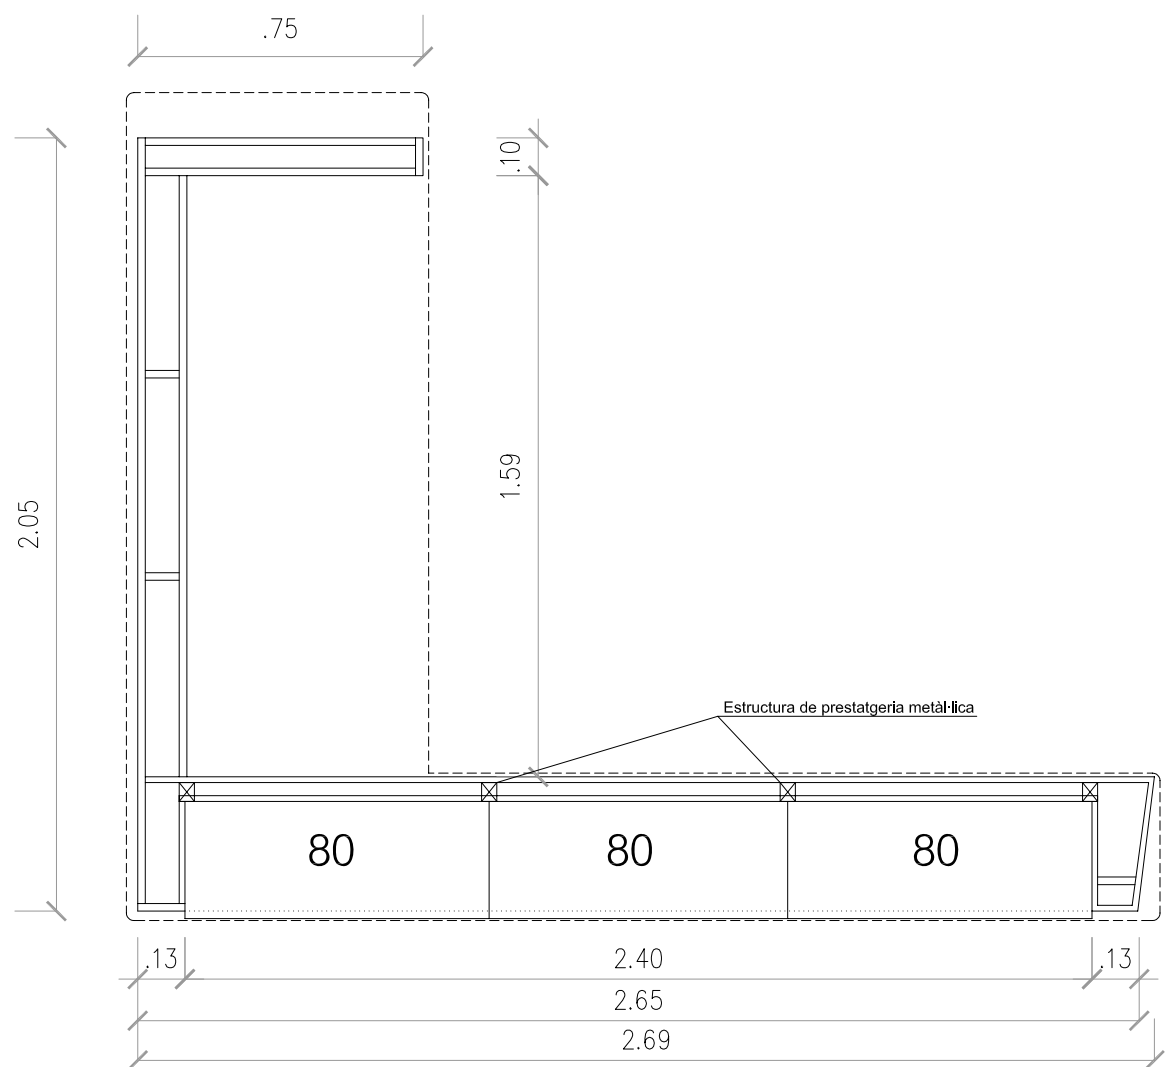 .75
.10
1.59
2.05
Estructura de prestatgeria metàl·lica
80 80 80
.13 2.40 .13
2.65
2.69